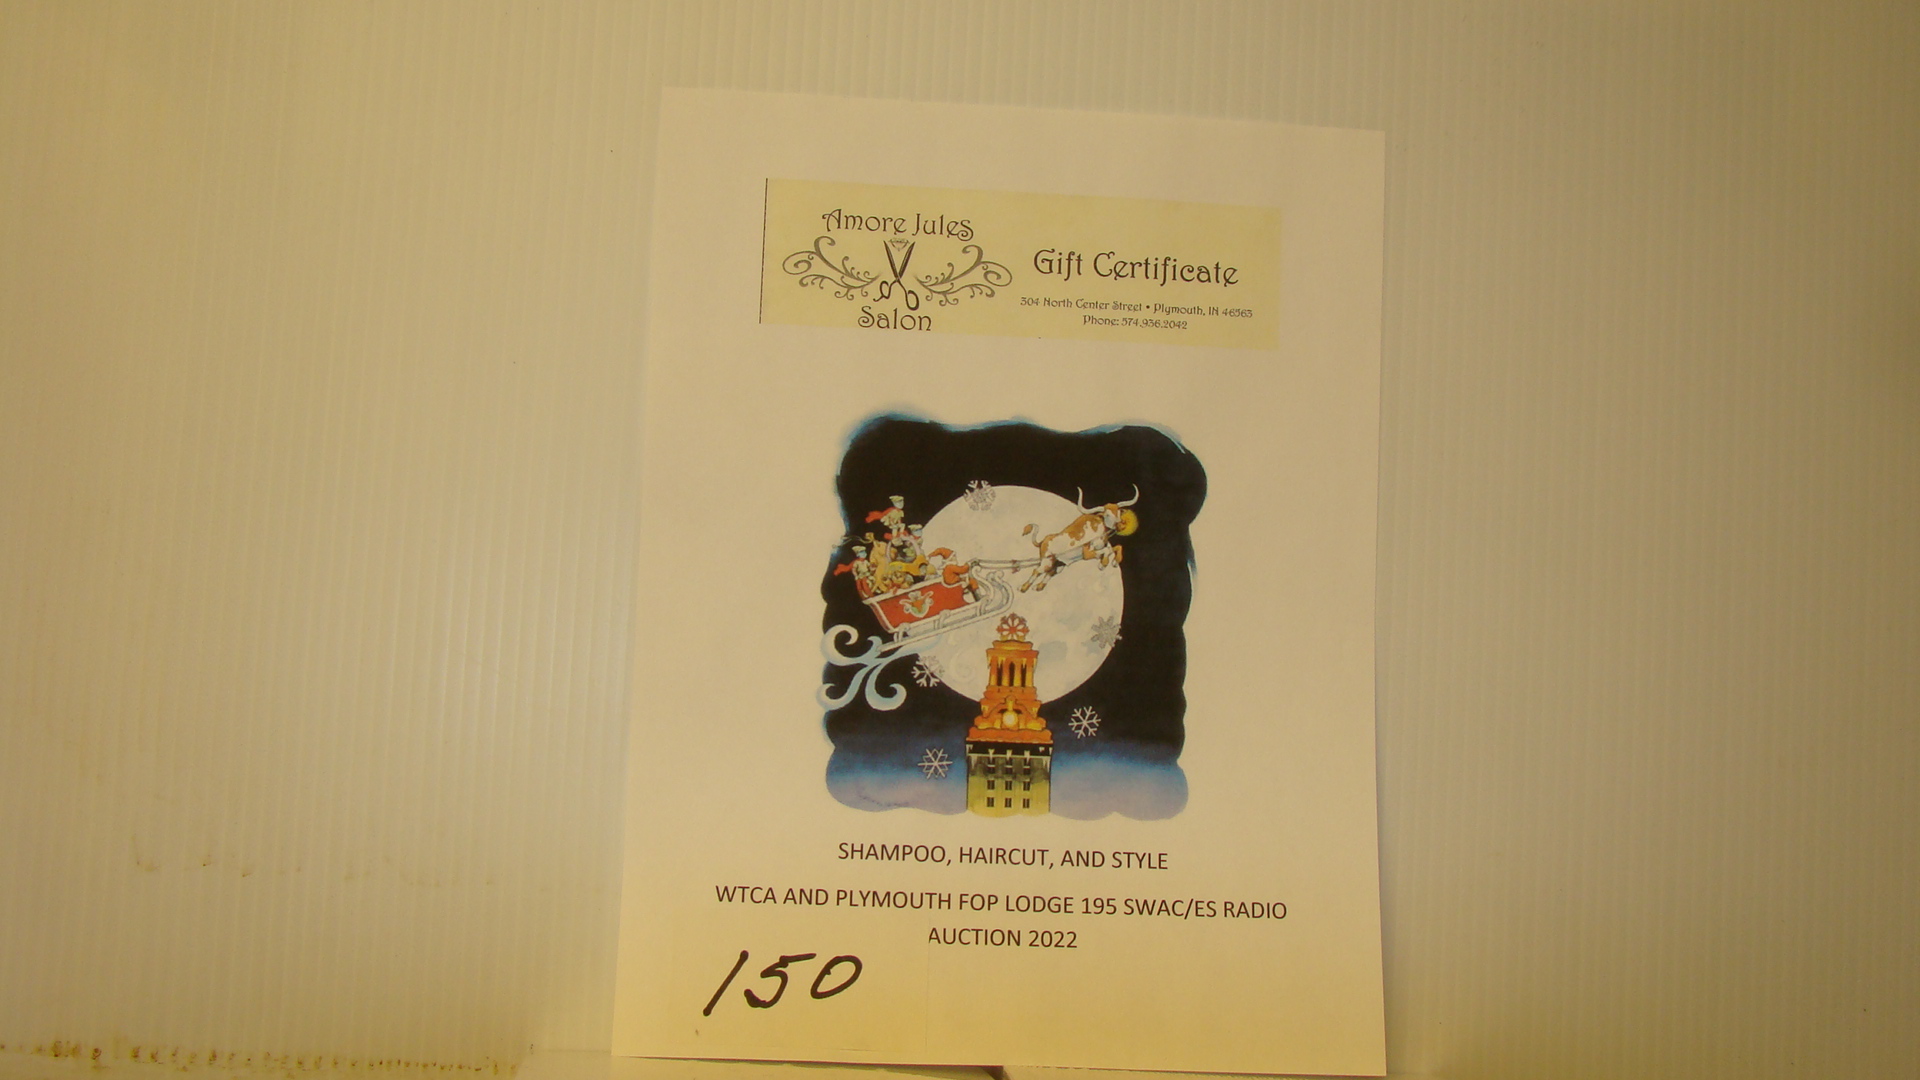 Amore Jules
Salon
Gift Certificate
304 North Center Street • Plymouth, IN 46563
Phone: 574.936.2042
SHAMPOO, HAIRCUT, AND STYLE
WTCA AND PLYMOUTH FOP LODGE 195 SWAC/ES RADIO
AUCTION 2022
150